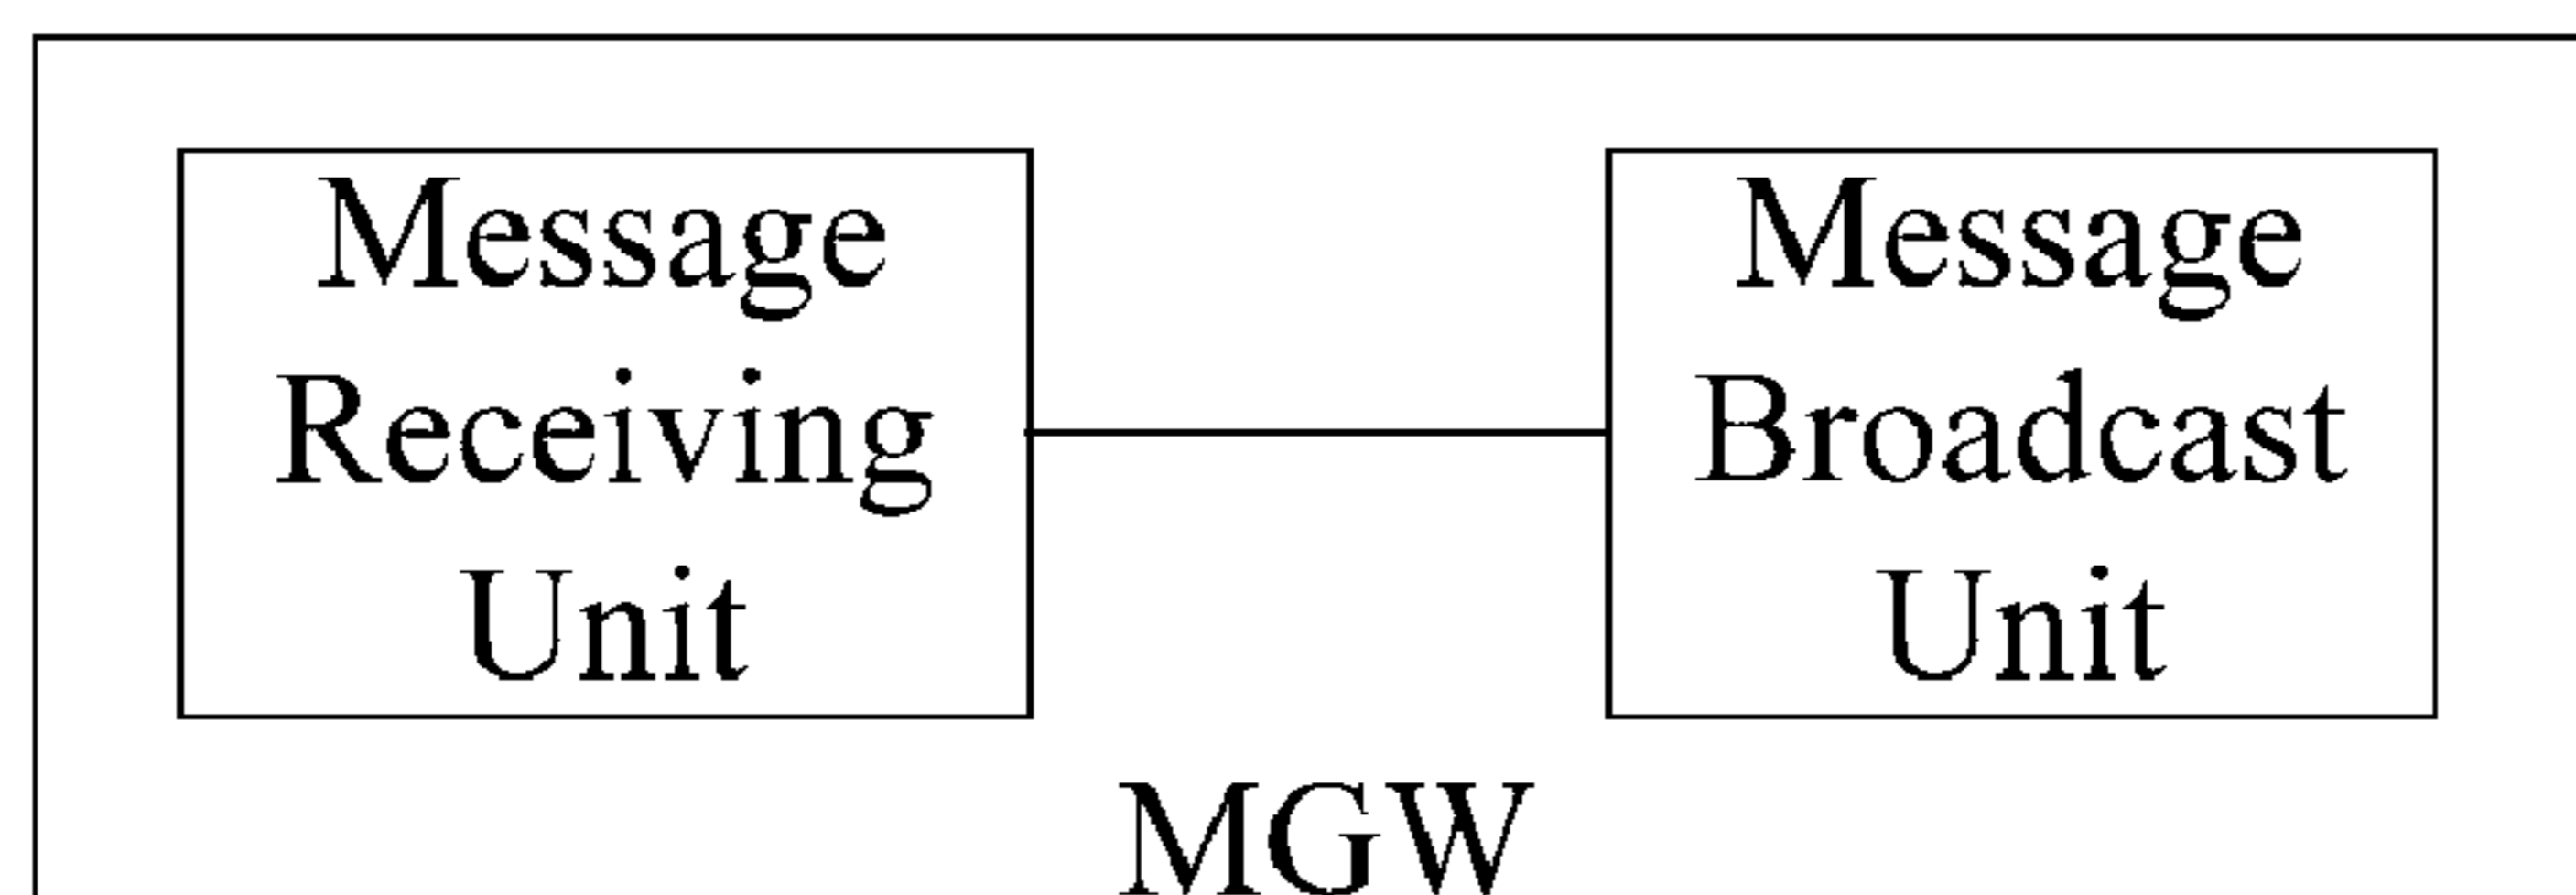 Message
Receiving
Unit
Message
Broadcast
Unit
MGW